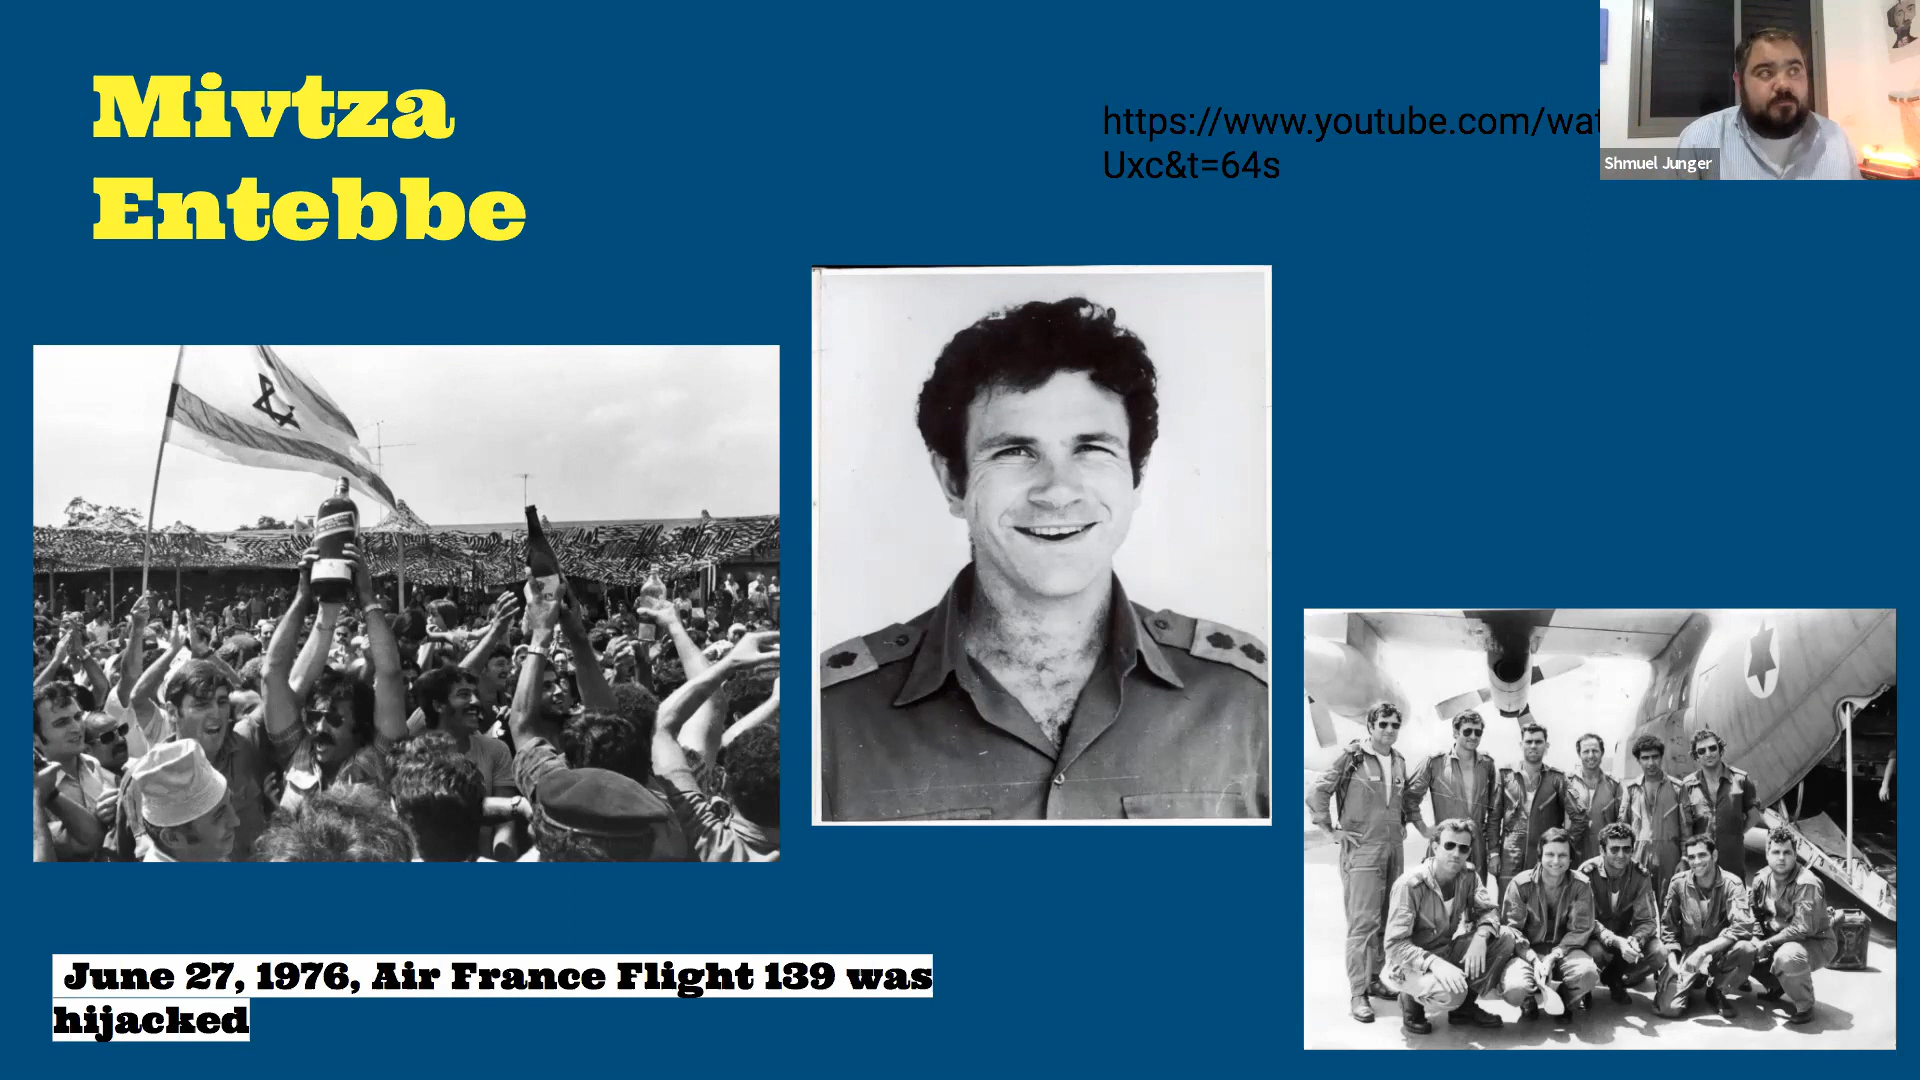 Mivtza
Entebbe
https://www.youtube.com/wat
Uxc&t=64s
Shmuel Junger
June 27, 1976, Air France Flight 139 was
hijacked